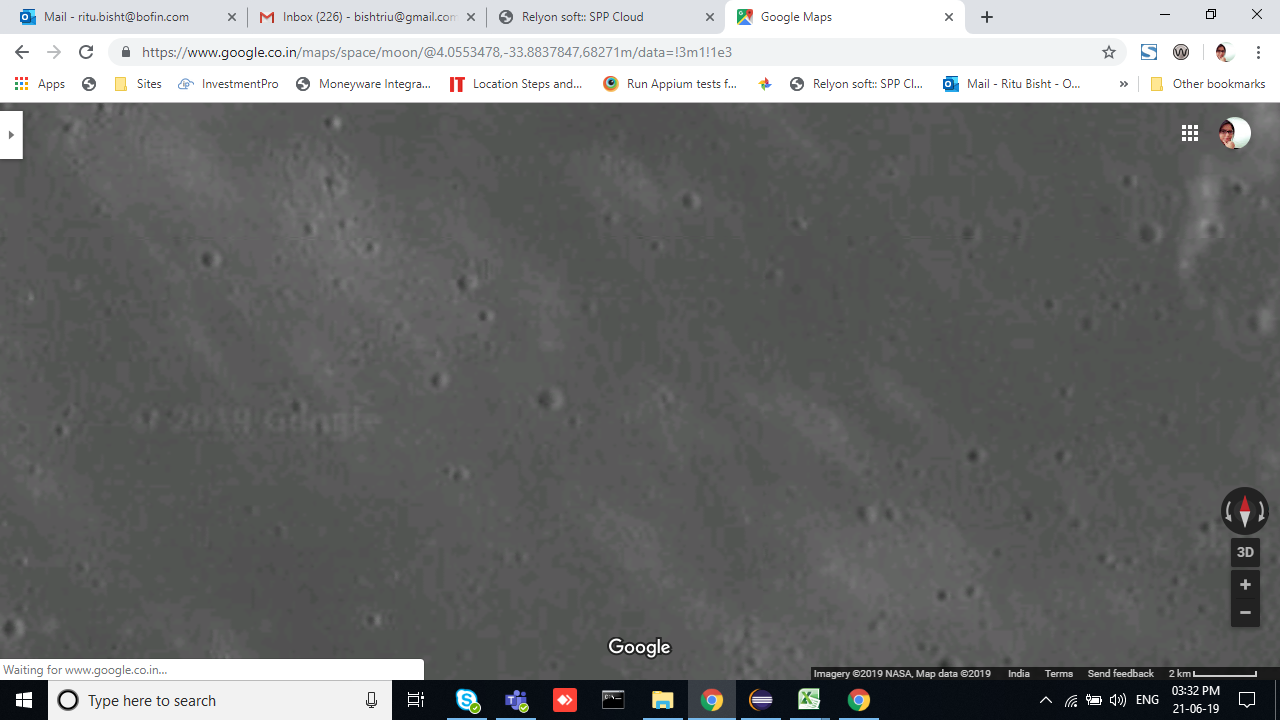 Mail - ritu.bisht@bofin.com
Inbox (226) - bishtriu@gmail.com
Relyon soft:: SPP Cloud
Google Maps
https://www.google.co.in/maps/space/moon/@4.0553478,-33.8837847,68271m/data=!3m1!1e3
Apps
Sites
InvestmentPro
Moneyware Integra...
IT Location Steps and...
Run Appium tests f...
Relyon soft:: SPP Cl...
Mail - Ritu Bisht - O...
»
Other bookmarks
© 2019 Google
3D
+
−
Google
Waiting for www.google.co.in...
Imagery ©2019 NASA, Map data ©2019 India Terms Send feedback 2 km
Type here to search
ENG
21-06-19